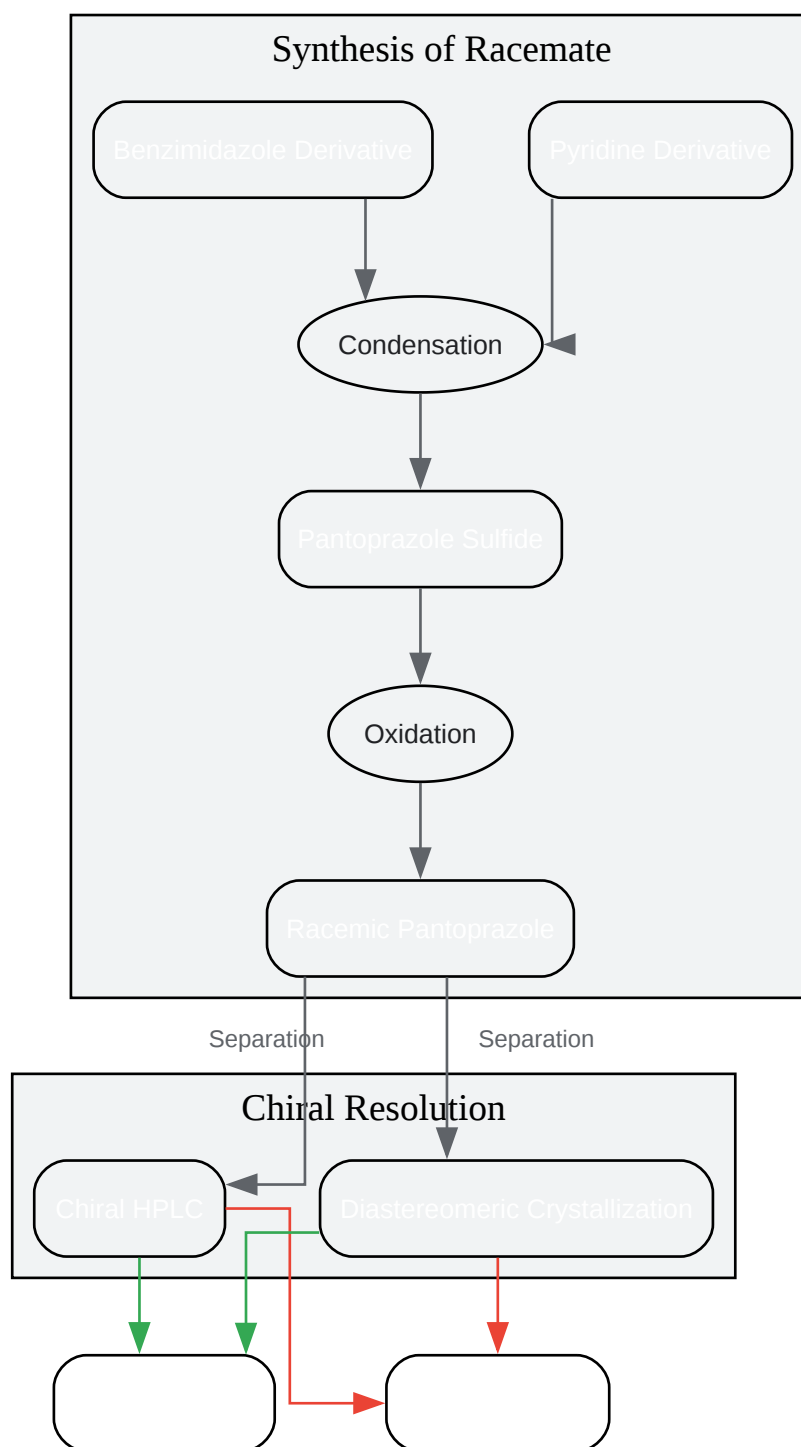 Synthesis of Racemate
Benzimidazole Derivative
Pyridine Derivative
Condensation
Pantoprazole Sulfide
Oxidation
Racemic Pantoprazole
Separation
Separation
Chiral Resolution
Chiral HPLC
Diastereomeric Crystallization